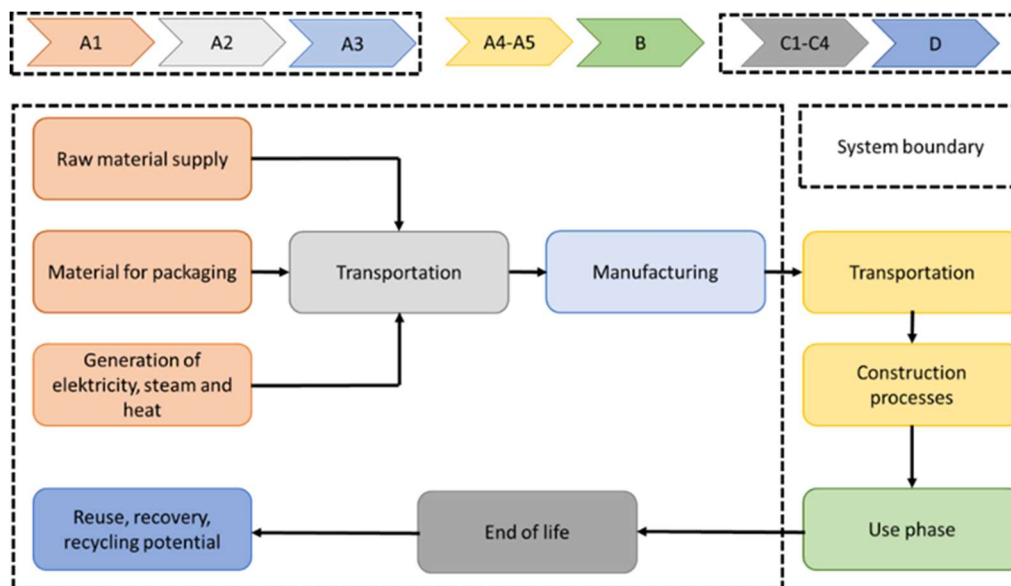 A1
A2
A3
A4-A5
B
C1-C4
D
Raw material supply
System boundary
Material for packaging
Transportation
Manufacturing
Transportation
Generation of
elektricity, steam and
heat
Construction
processes
Reuse, recovery,
recycling potential
End of life
Use phase